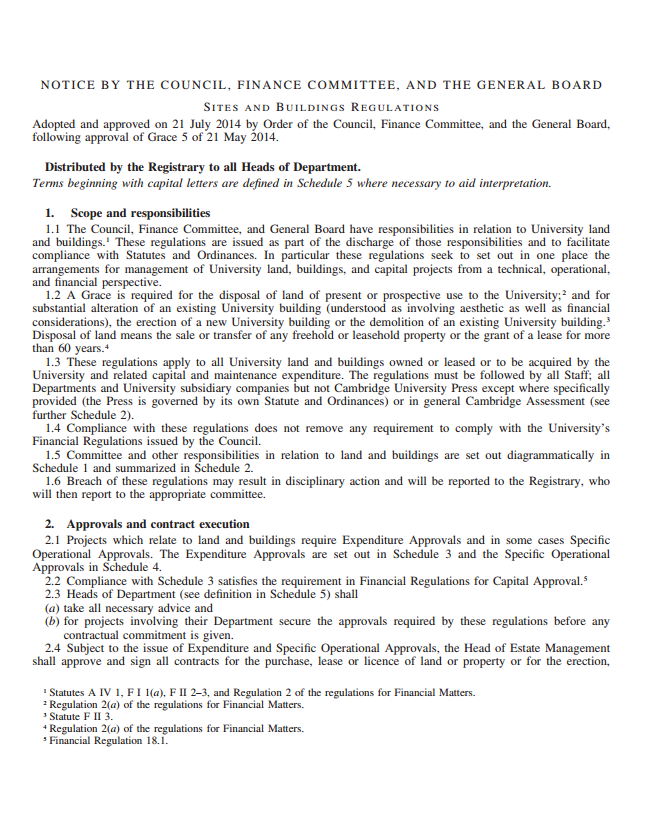 NOTICE BY THE COUNCIL, FINANCE COMMITTEE, AND THE GENERAL BOARD
SITES AND BUILDINGS REGULATIONS
Adopted and approved on 21 July 2014 by Order of the Council, Finance Committee, and the General Board,
following approval of Grace 5 of 21 May 2014.
Distributed by the Registrary to all Heads of Department.
Terms beginning with capital letters are defined in Schedule 5 where necessary to aid interpretation.
1. Scope and responsibilities
1.1 The Council, Finance Committee, and General Board have responsibilities in relation to University land
and buildings.¹ These regulations are issued as part of the discharge of those responsibilities and to facilitate
compliance with Statutes and Ordinances. In particular these regulations seek to set out in one place the
arrangements for management of University land, buildings, and capital projects from a technical, operational,
and financial perspective.
1.2 A Grace is required for the disposal of land of present or prospective use to the University;² and for
substantial alteration of an existing University building (understood as involving aesthetic as well as financial
considerations), the erection of a new University building or the demolition of an existing University building.³
Disposal of land means the sale or transfer of any freehold or leasehold property or the grant of a lease for more
than 60 years.⁴
1.3 These regulations apply to all University land and buildings owned or leased or to be acquired by the
University and related capital and maintenance expenditure. The regulations must be followed by all Staff; all
Departments and University subsidiary companies but not Cambridge University Press except where specifically
provided (the Press is governed by its own Statute and Ordinances) or in general Cambridge Assessment (see
further Schedule 2).
1.4 Compliance with these regulations does not remove any requirement to comply with the University’s
Financial Regulations issued by the Council.
1.5 Committee and other responsibilities in relation to land and buildings are set out diagrammatically in
Schedule 1 and summarized in Schedule 2.
1.6 Breach of these regulations may result in disciplinary action and will be reported to the Registrary, who
will then report to the appropriate committee.
2. Approvals and contract execution
2.1 Projects which relate to land and buildings require Expenditure Approvals and in some cases Specific
Operational Approvals. The Expenditure Approvals are set out in Schedule 3 and the Specific Operational
Approvals in Schedule 4.
2.2 Compliance with Schedule 3 satisfies the requirement in Financial Regulations for Capital Approval.⁵
2.3 Heads of Department (see definition in Schedule 5) shall
(a) take all necessary advice and
(b) for projects involving their Department secure the approvals required by these regulations before any
contractual commitment is given.
2.4 Subject to the issue of Expenditure and Specific Operational Approvals, the Head of Estate Management
shall approve and sign all contracts for the purchase, lease or licence of land or property or for the erection,
¹ Statutes A IV 1, F I 1(a), F II 2–3, and Regulation 2 of the regulations for Financial Matters.
² Regulation 2(a) of the regulations for Financial Matters.
³ Statute F II 3.
⁴ Regulation 2(a) of the regulations for Financial Matters.
⁵ Financial Regulation 18.1.